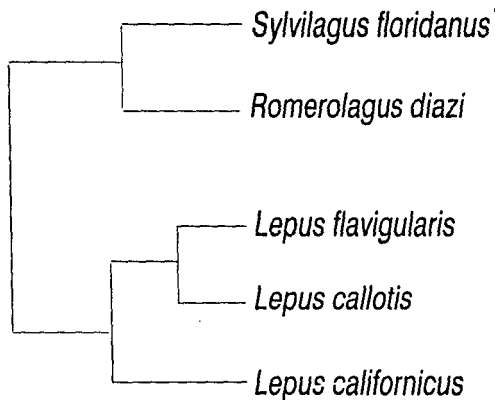 Sylvilagus floridanus
Romerolagus diazi
Lepus flavigularis
Lepus callotis
Lepus californicus